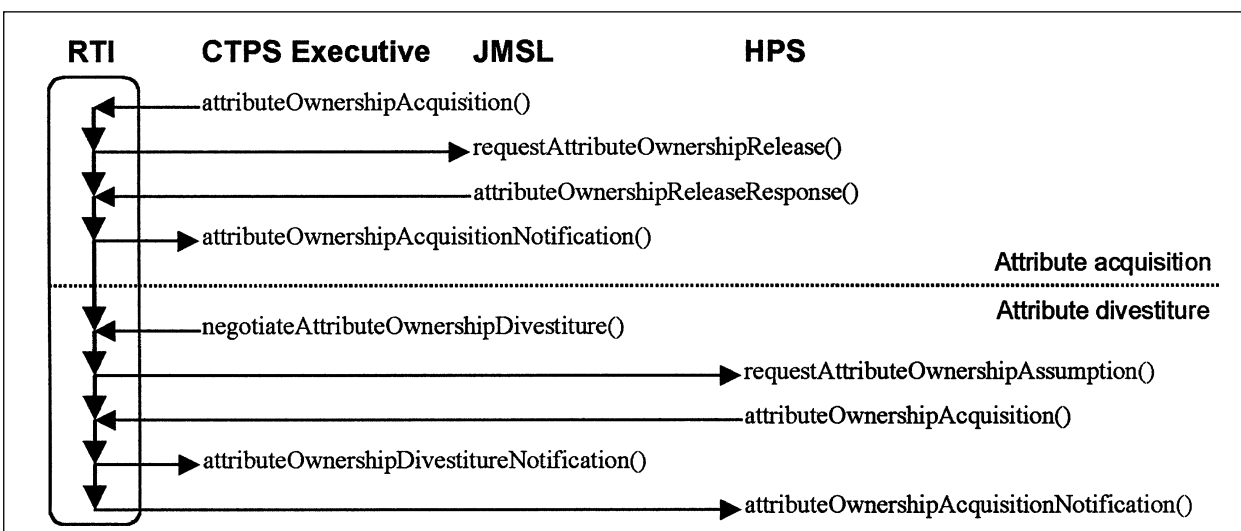 RTI CTPS Executive JMSL HPS
attributeOwnershipAcquisition()
requestAttributeOwnershipRelease()
attributeOwnershipReleaseResponse()
attributeOwnershipAcquisitionNotification()
Attribute acquisition
Attribute divestiture
negotiateAttributeOwnershipDivestiture()
requestAttributeOwnershipAssumption()
attributeOwnershipAcquisition()
attributeOwnershipDivestitureNotification()
attributeOwnershipAcquisitionNotification()